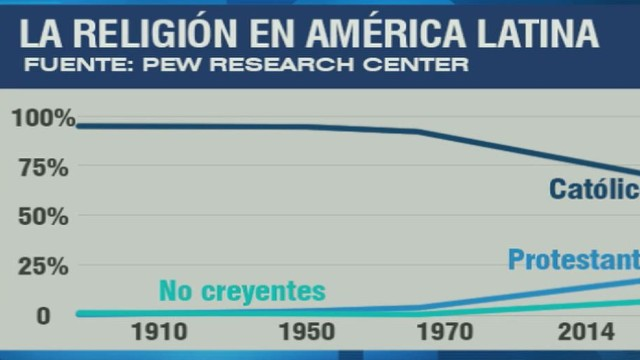 LA RELIGIÓN EN AMÉRICA LATINA
FUENTE: PEW RESEARCH CENTER
100%
75%
Católic
50%
Protestant
25%
No creyentes
0
1910 1950 1970 2014